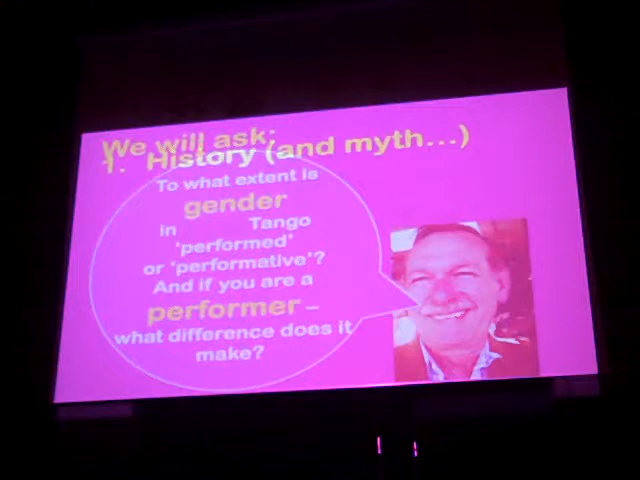 We will ask:
1. History (and myth...)
To what extent is
gender
in Tango
'performed'
or 'performative'?
And if you are a
performer –
what difference does it
make?